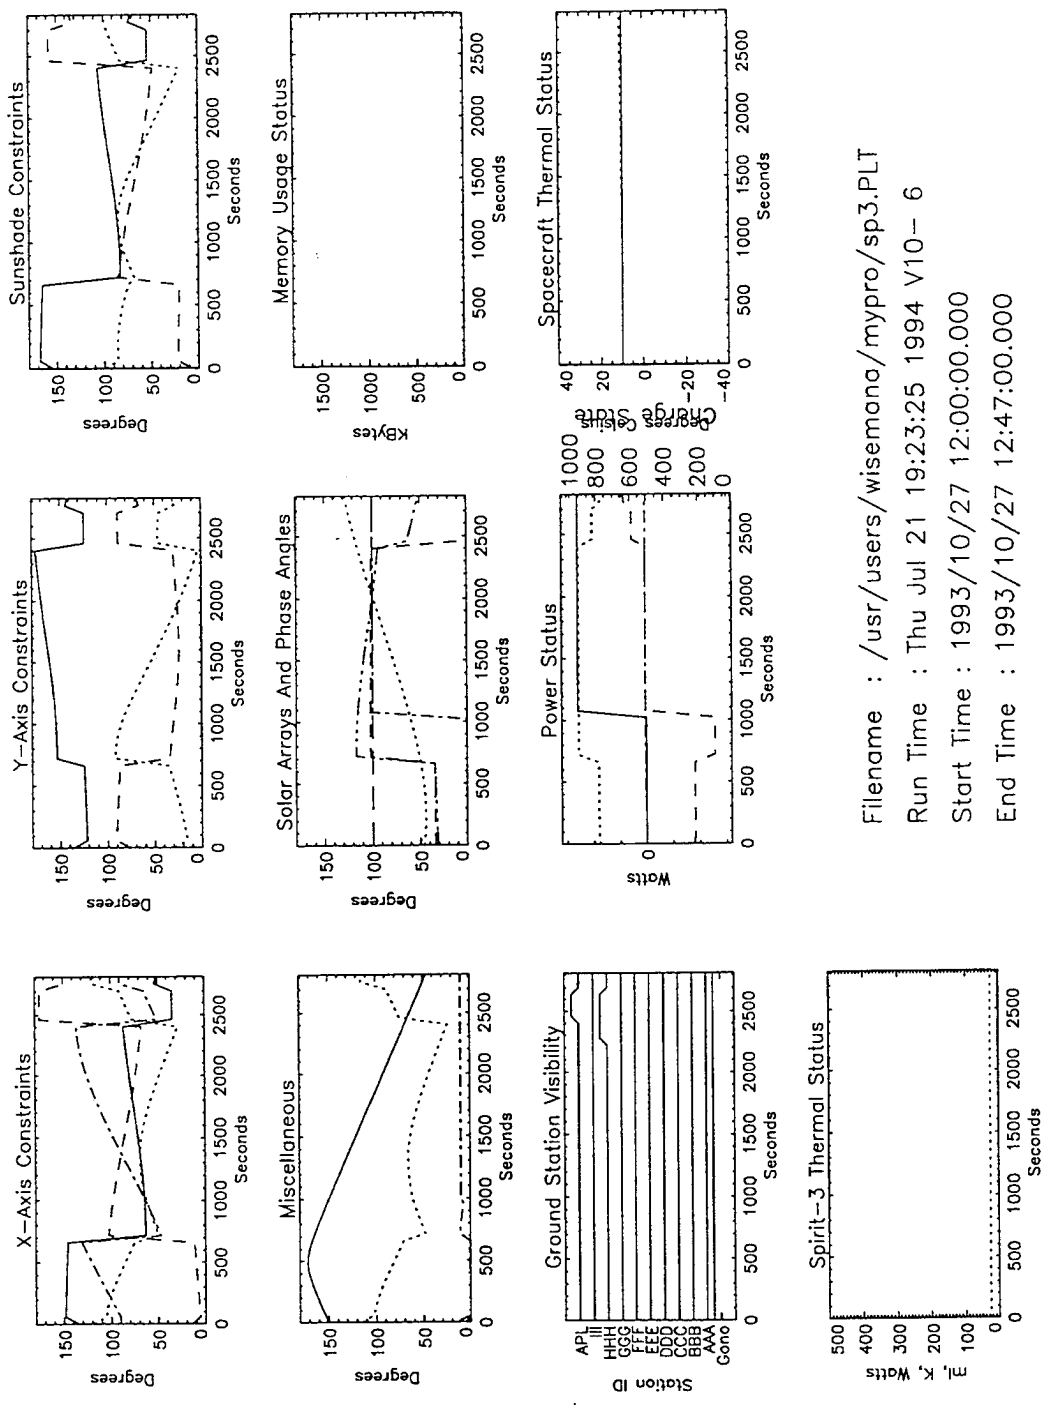 X-Axis Constraints
Degrees
150
100
50
0
0 500 1000 1500 2000 2500
Seconds
Y-Axis Constraints
Degrees
150
100
50
0
0 500 1000 1500 2000 2500
Seconds
Sunshade Constraints
Degrees
150
100
50
0
0 500 1000 1500 2000 2500
Seconds
Miscellaneous
Degrees
150
100
50
0
0 500 1000 1500 2000 2500
Seconds
Solar Arrays And Phase Angles
Degrees
150
100
50
0
0 500 1000 1500 2000 2500
Seconds
Memory Usage Status
KBytes
1500
1000
500
0
0 500 1000 1500 2000 2500
Seconds
Ground Station Visibility
Station ID
APL
III
HHH
GGG
FFF
EEE
DDD
CCC
BBB
AAA
Gono
0 500 1000 1500 2000 2500
Seconds
Power Status
Watts
0
0 500 1000 1500 2000 2500
Seconds
1000
800
600
400
200
0
Charge State
Spacecraft Thermal Status
Degrees Celsius
40
20
0
-20
-40
0 500 1000 1500 2000 2500
Seconds
Spirit-3 Thermal Status
ml, K, Watts
500
400
300
200
100
0
0 500 1000 1500 2000 2500
Seconds
Filename : /usr/users/wisemana/mypro/sp3.PLT
Run Time : Thu Jul 21 19:23:25 1994 V10- 6
Start Time : 1993/10/27 12:00:00.000
End Time : 1993/10/27 12:47:00.000